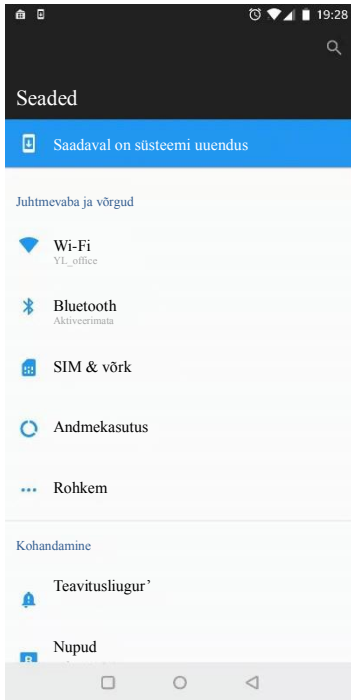 19:28
Seaded
Saadaval on süsteemi uuendus
Juhtmevaba ja võrgud
Wi-Fi
YL_office
Bluetooth
Aktiveerimata
SIM & võrk
Andmekasutus
Rohkem
Kohandamine
Teavitusliugur’
Nupud